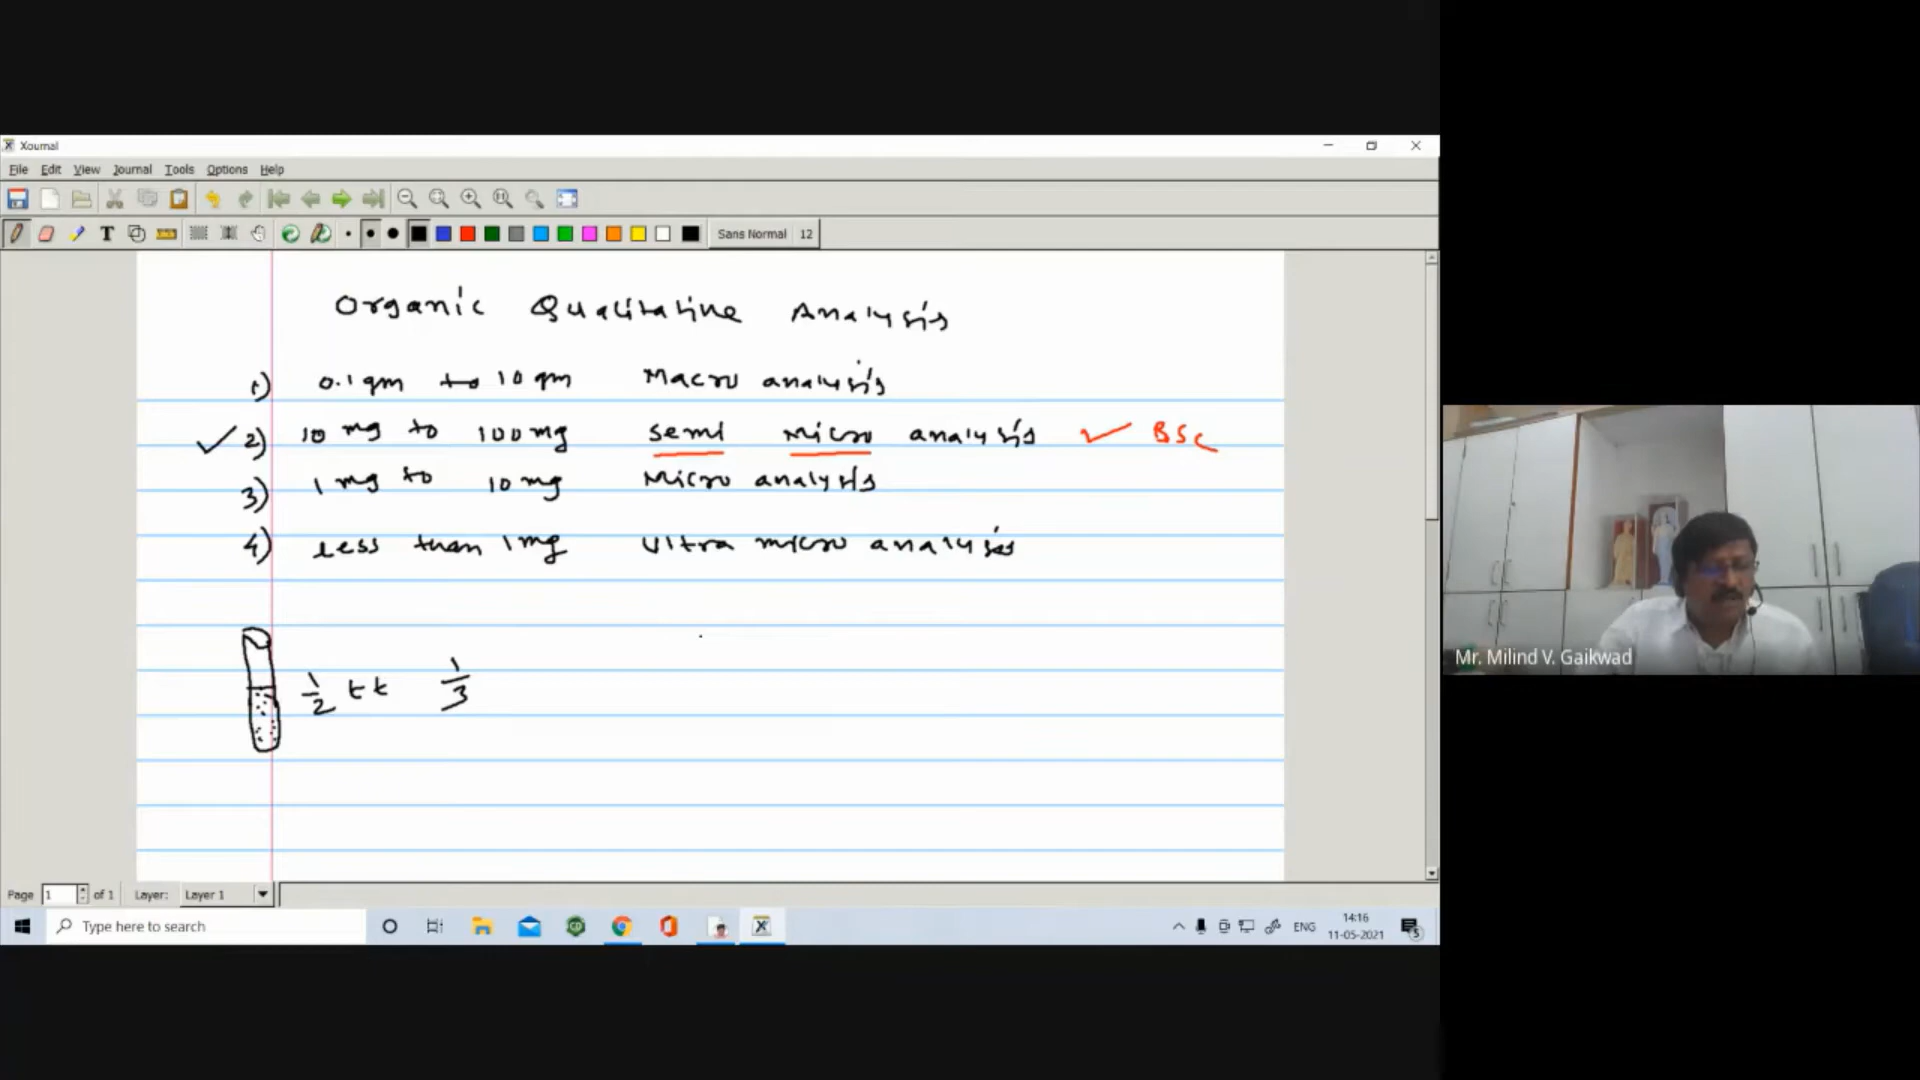 Xournal
File Edit View Journal Tools Options Help
Sans Normal 12
Organic Qualitative Analysis
1) 0.1 gm to 10 gm Macro analysis
2) 10 mg to 100 mg semi micro analysis BSc
3) 1 mg to 10 mg Micro analysis
4) less than 1 mg Ultra micro analysis
1/2 tt 1/3
Mr. Milind V. Gaikwad
Page 1 of 1 Layer: Layer 1
Type here to search
ENG
14:16
11-05-2021
5